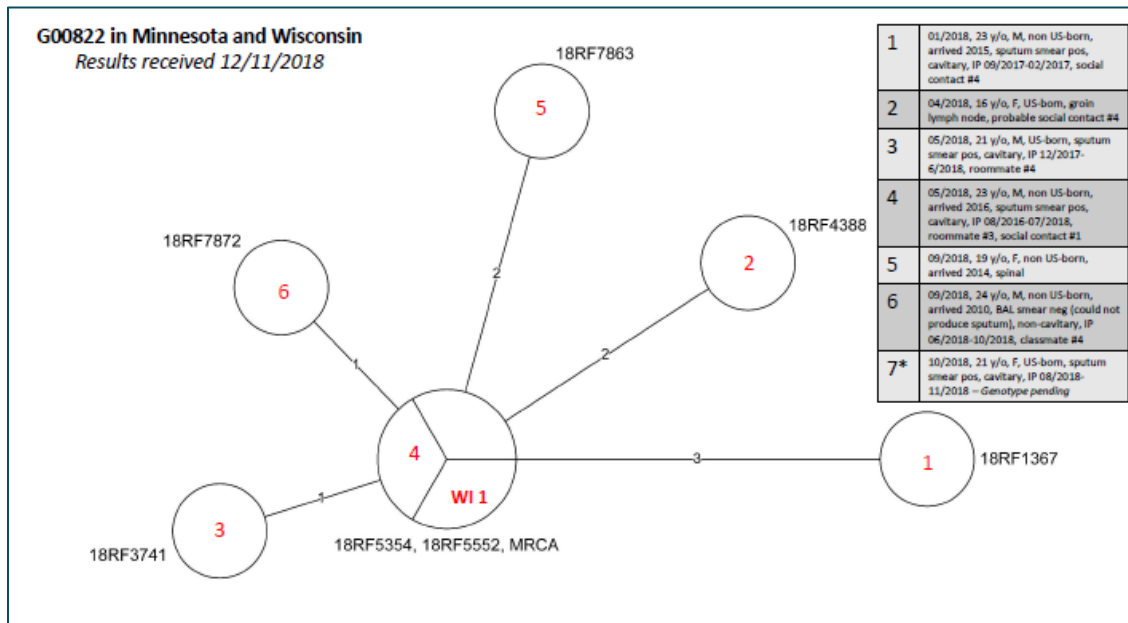 G00822 in Minnesota and Wisconsin
Results received 12/11/2018
18RF7863
5
18RF7872
6
2
18RF4388
2
2
1
4
WI 1
3
1
18RF1367
1
3
18RF3741
18RF5354, 18RF5552, MRCA
1
01/2018, 23 y/o, M, non US-born,
arrived 2015, sputum smear pos,
cavitary, IP 09/2017-02/2017, social
contact #4
2
04/2018, 16 y/o, F, US-born, groin
lymph node, probable social contact #4
3
05/2018, 21 y/o, M, US-born, sputum
smear pos, cavitary, IP 12/2017-
6/2018, roommate #4
4
05/2018, 23 y/o, M, non US-born,
arrived 2016, sputum smear pos,
cavitary, IP 08/2016-07/2018,
roommate #3, social contact #1
5
09/2018, 19 y/o, F, non US-born,
arrived 2014, spinal
6
09/2018, 24 y/o, M, non US-born,
arrived 2010, BAL smear neg (could not
produce sputum), non-cavitary, IP
06/2018-10/2018, classmate #4
7*
10/2018, 21 y/o, F, US-born, sputum
smear pos, cavitary, IP 08/2018-
11/2018 – Genotype pending